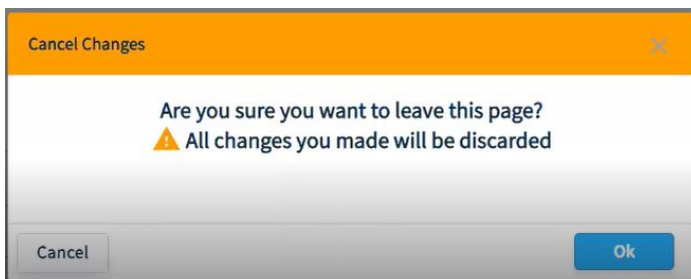 Cancel Changes
Are you sure you want to leave this page?
All changes you made will be discarded
Cancel
Ok